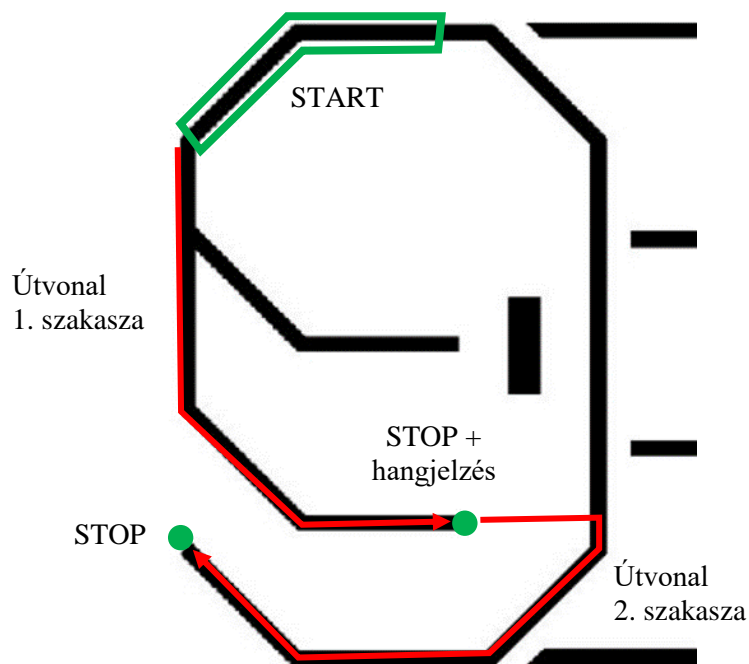 START
Útvonal
1. szakasza
STOP +
hangjelzés
STOP
Útvonal
2. szakasza